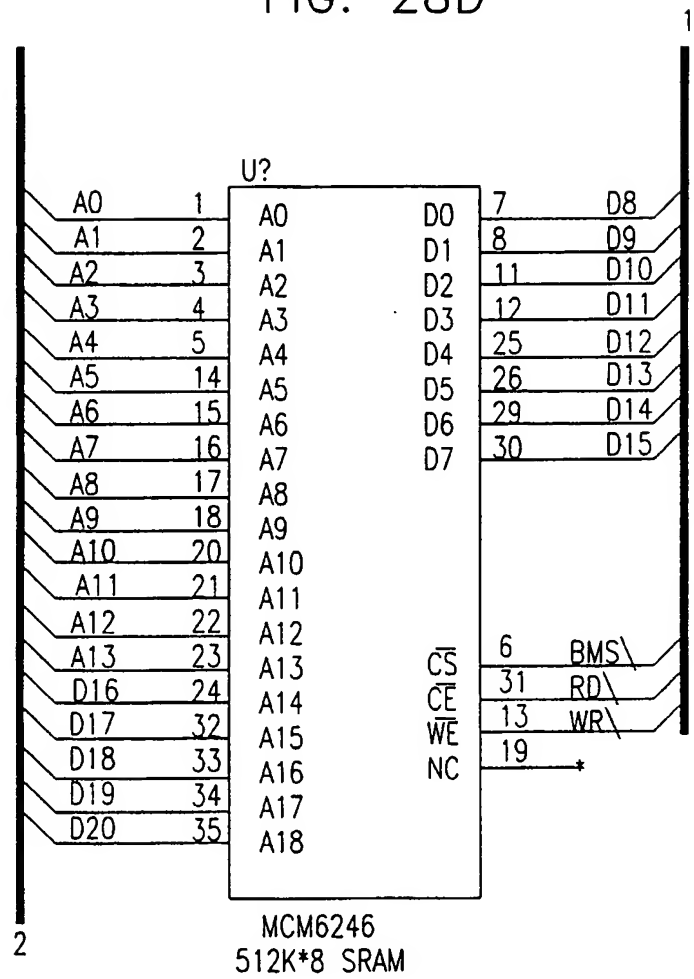 FIG. 28D
1
U?
A0 1 A0 D0 7 D8
A1 2 A1 D1 8 D9
A2 3 A2 D2 11 D10
A3 4 A3 D3 12 D11
A4 5 A4 D4 25 D12
A5 14 A5 D5 26 D13
A6 15 A6 D6 29 D14
A7 16 A7 D7 30 D15
A8 17 A8
A9 18 A9
A10 20 A10
A11 21 A11
A12 22 A12
A13 23 A13 CS 6 BMS\
D16 24 A14 CE 31 RD\
D17 32 A15 WE 13 WR\
D18 33 A16 NC 19 *
D19 34 A17
D20 35 A18
2
MCM6246
512K*8 SRAM